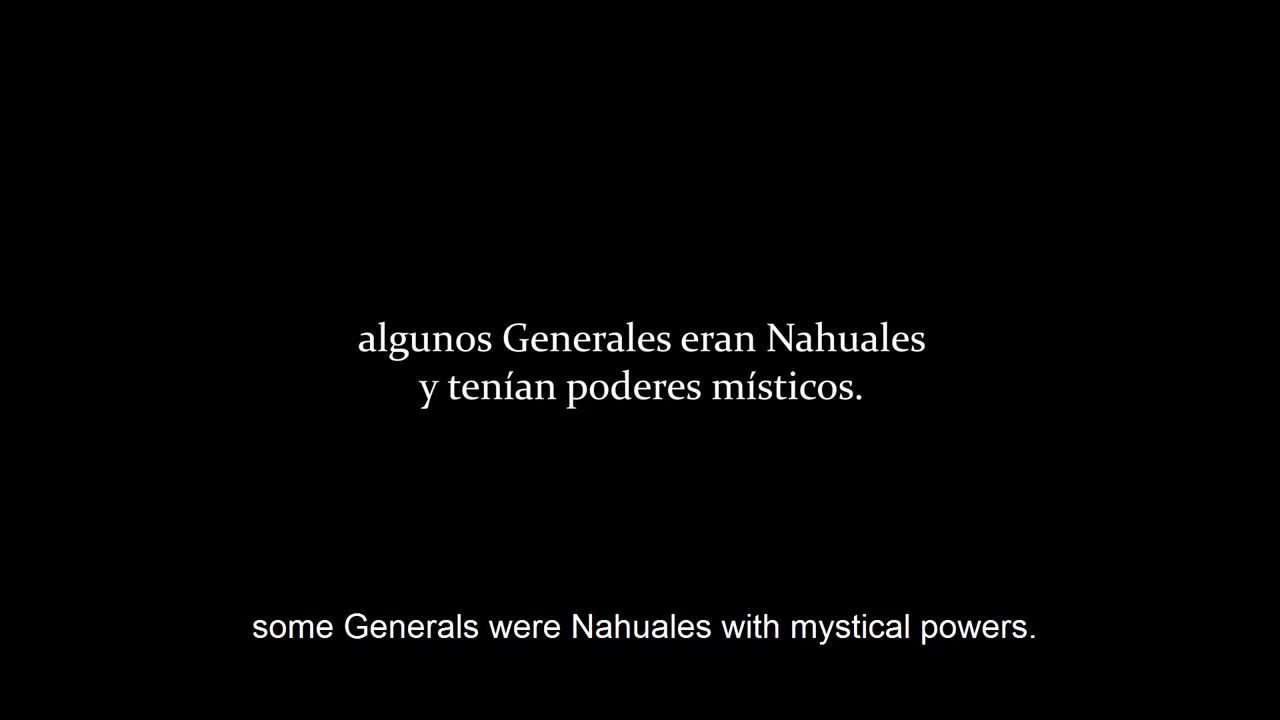 algunos Generales eran Nahuales
y tenían poderes místicos.
some Generals were Nahuales with mystical powers.